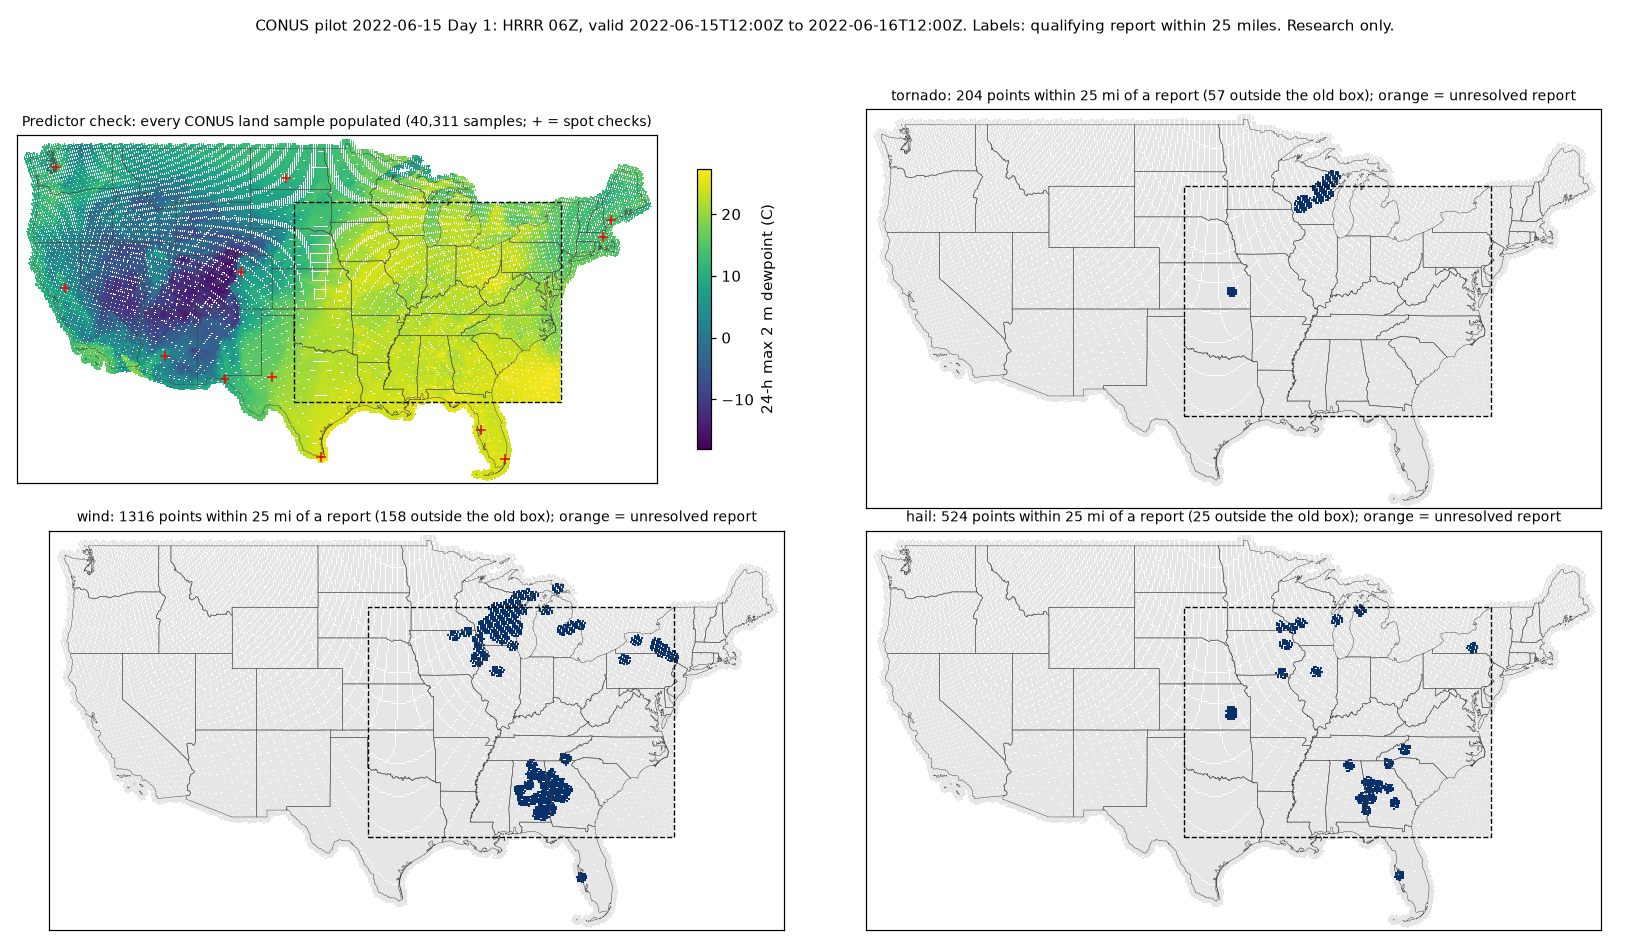 CONUS pilot 2022-06-15 Day 1: HRRR 06Z, valid 2022-06-15T12:00Z to 2022-06-16T12:00Z. Labels: qualifying report within 25 miles. Research only.
Predictor check: every CONUS land sample populated (40,311 samples; + = spot checks)
20
10
0
−10
24-h max 2 m dewpoint (C)
tornado: 204 points within 25 mi of a report (57 outside the old box); orange = unresolved report
wind: 1316 points within 25 mi of a report (158 outside the old box); orange = unresolved report
hail: 524 points within 25 mi of a report (25 outside the old box); orange = unresolved report